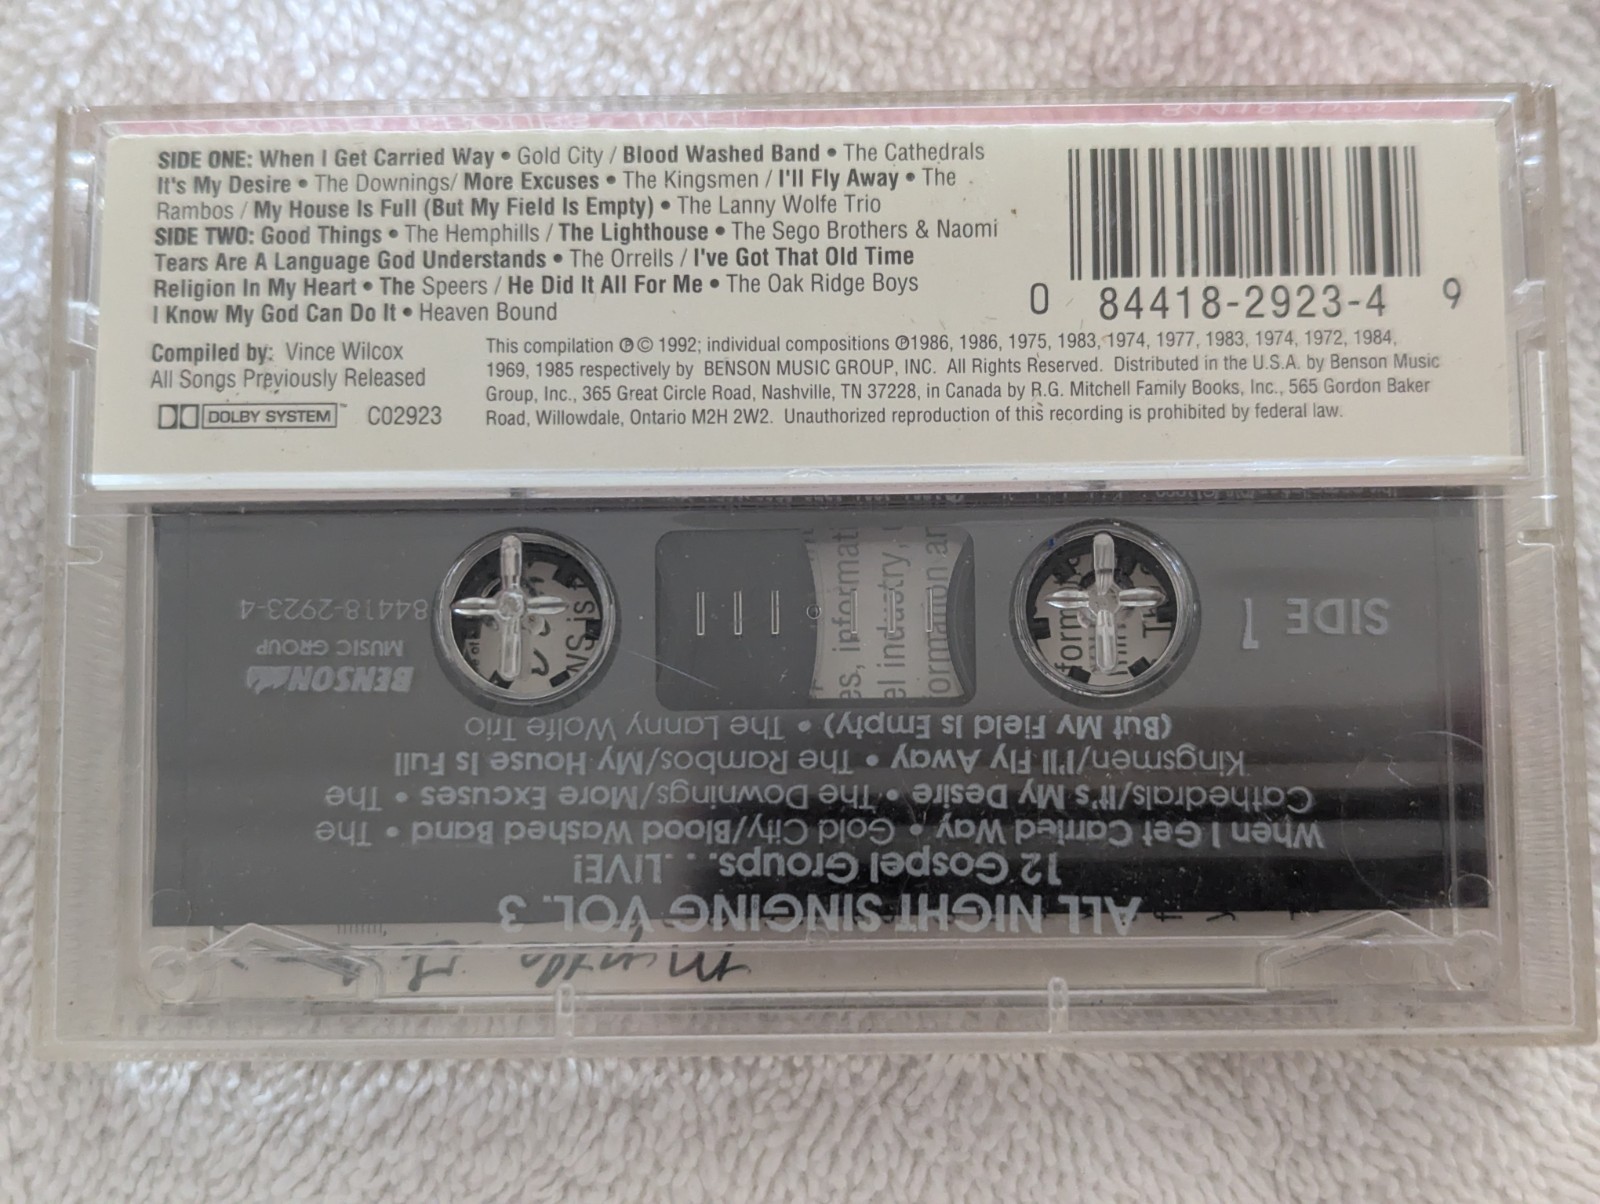 12 GOSPEL GROUPS
84418-2923-4
SIDE ONE: When I Get Carried Way • Gold City / Blood Washed Band • The Cathedrals
It's My Desire • The Downings/ More Excuses • The Kingsmen / I'll Fly Away • The
Rambos / My House Is Full (But My Field Is Empty) • The Lanny Wolfe Trio
SIDE TWO: Good Things • The Hemphills / The Lighthouse • The Sego Brothers & Naomi
Tears Are A Language God Understands • The Orrells / I've Got That Old Time
Religion In My Heart • The Speers / He Did It All For Me • The Oak Ridge Boys
I Know My God Can Do It • Heaven Bound
0 84418-2923-4 9
Compiled by: Vince Wilcox
All Songs Previously Released
DOLBY SYSTEM™ C02923
This compilation ℗© 1992; individual compositions ℗1986, 1986, 1975, 1983, 1974, 1977, 1983, 1974, 1972, 1984,
1969, 1985 respectively by BENSON MUSIC GROUP, INC. All Rights Reserved. Distributed in the U.S.A. by Benson Music
Group, Inc., 365 Great Circle Road, Nashville, TN 37228, in Canada by R.G. Mitchell Family Books, Inc., 565 Gordon Baker
Road, Willowdale, Ontario M2H 2W2. Unauthorized reproduction of this recording is prohibited by federal law.
ALL NIGHT SINGING VOL. 3
12 Gospel Groups. . .LIVE!
When I Get Carried Way • Gold City/Blood Washed Band • The
Cathedrals/It's My Desire • The Downings/More Excuses • The
Kingsmen/I'll Fly Away • The Rambos/My House Is Full
(But My Field Is Empty) • The Lanny Wolfe Trio
SIDE 1
BENSON
MUSIC GROUP
84418-2923-4